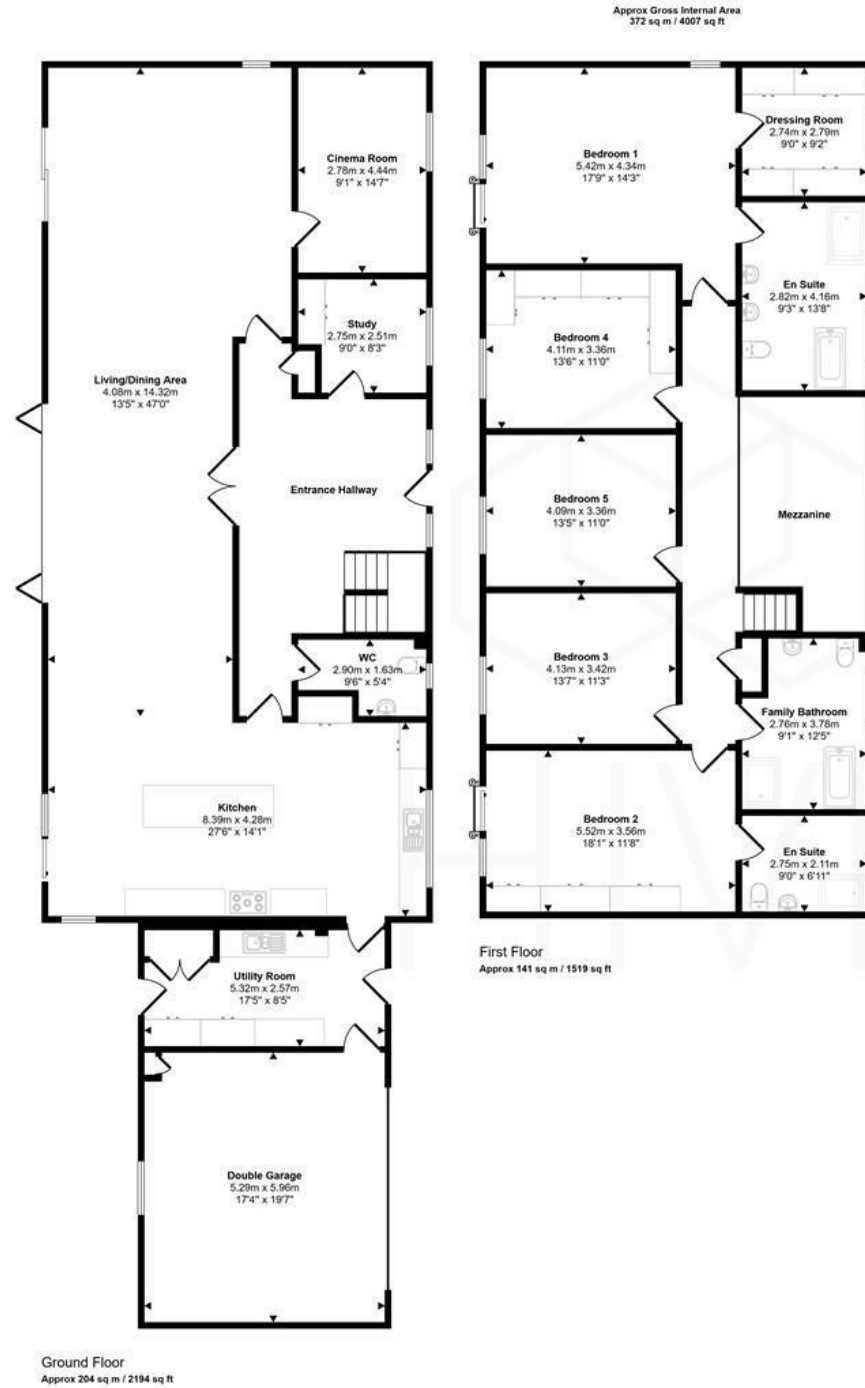 Approx Gross Internal Area
372 sq m / 4007 sq ft
Cinema Room
2.78m x 4.44m
9'1" x 14'7"
Study
2.75m x 2.51m
9'0" x 8'3"
Living/Dining Area
4.08m x 14.32m
13'5" x 47'0"
Entrance Hallway
WC
2.90m x 1.63m
9'6" x 5'4"
Kitchen
8.39m x 4.28m
27'6" x 14'1"
Utility Room
5.32m x 2.57m
17'5" x 8'5"
Double Garage
5.29m x 5.96m
17'4" x 19'7"
Ground Floor
Approx 204 sq m / 2194 sq ft
Bedroom 1
5.42m x 4.34m
17'9" x 14'3"
Dressing Room
2.74m x 2.79m
9'0" x 9'2"
En Suite
2.82m x 4.16m
9'3" x 13'8"
Bedroom 4
4.11m x 3.36m
13'6" x 11'0"
Bedroom 5
4.09m x 3.36m
13'5" x 11'0"
Mezzanine
Bedroom 3
4.13m x 3.42m
13'7" x 11'3"
Family Bathroom
2.76m x 3.78m
9'1" x 12'5"
Bedroom 2
5.52m x 3.56m
18'1" x 11'8"
En Suite
2.75m x 2.11m
9'0" x 6'11"
First Floor
Approx 141 sq m / 1519 sq ft